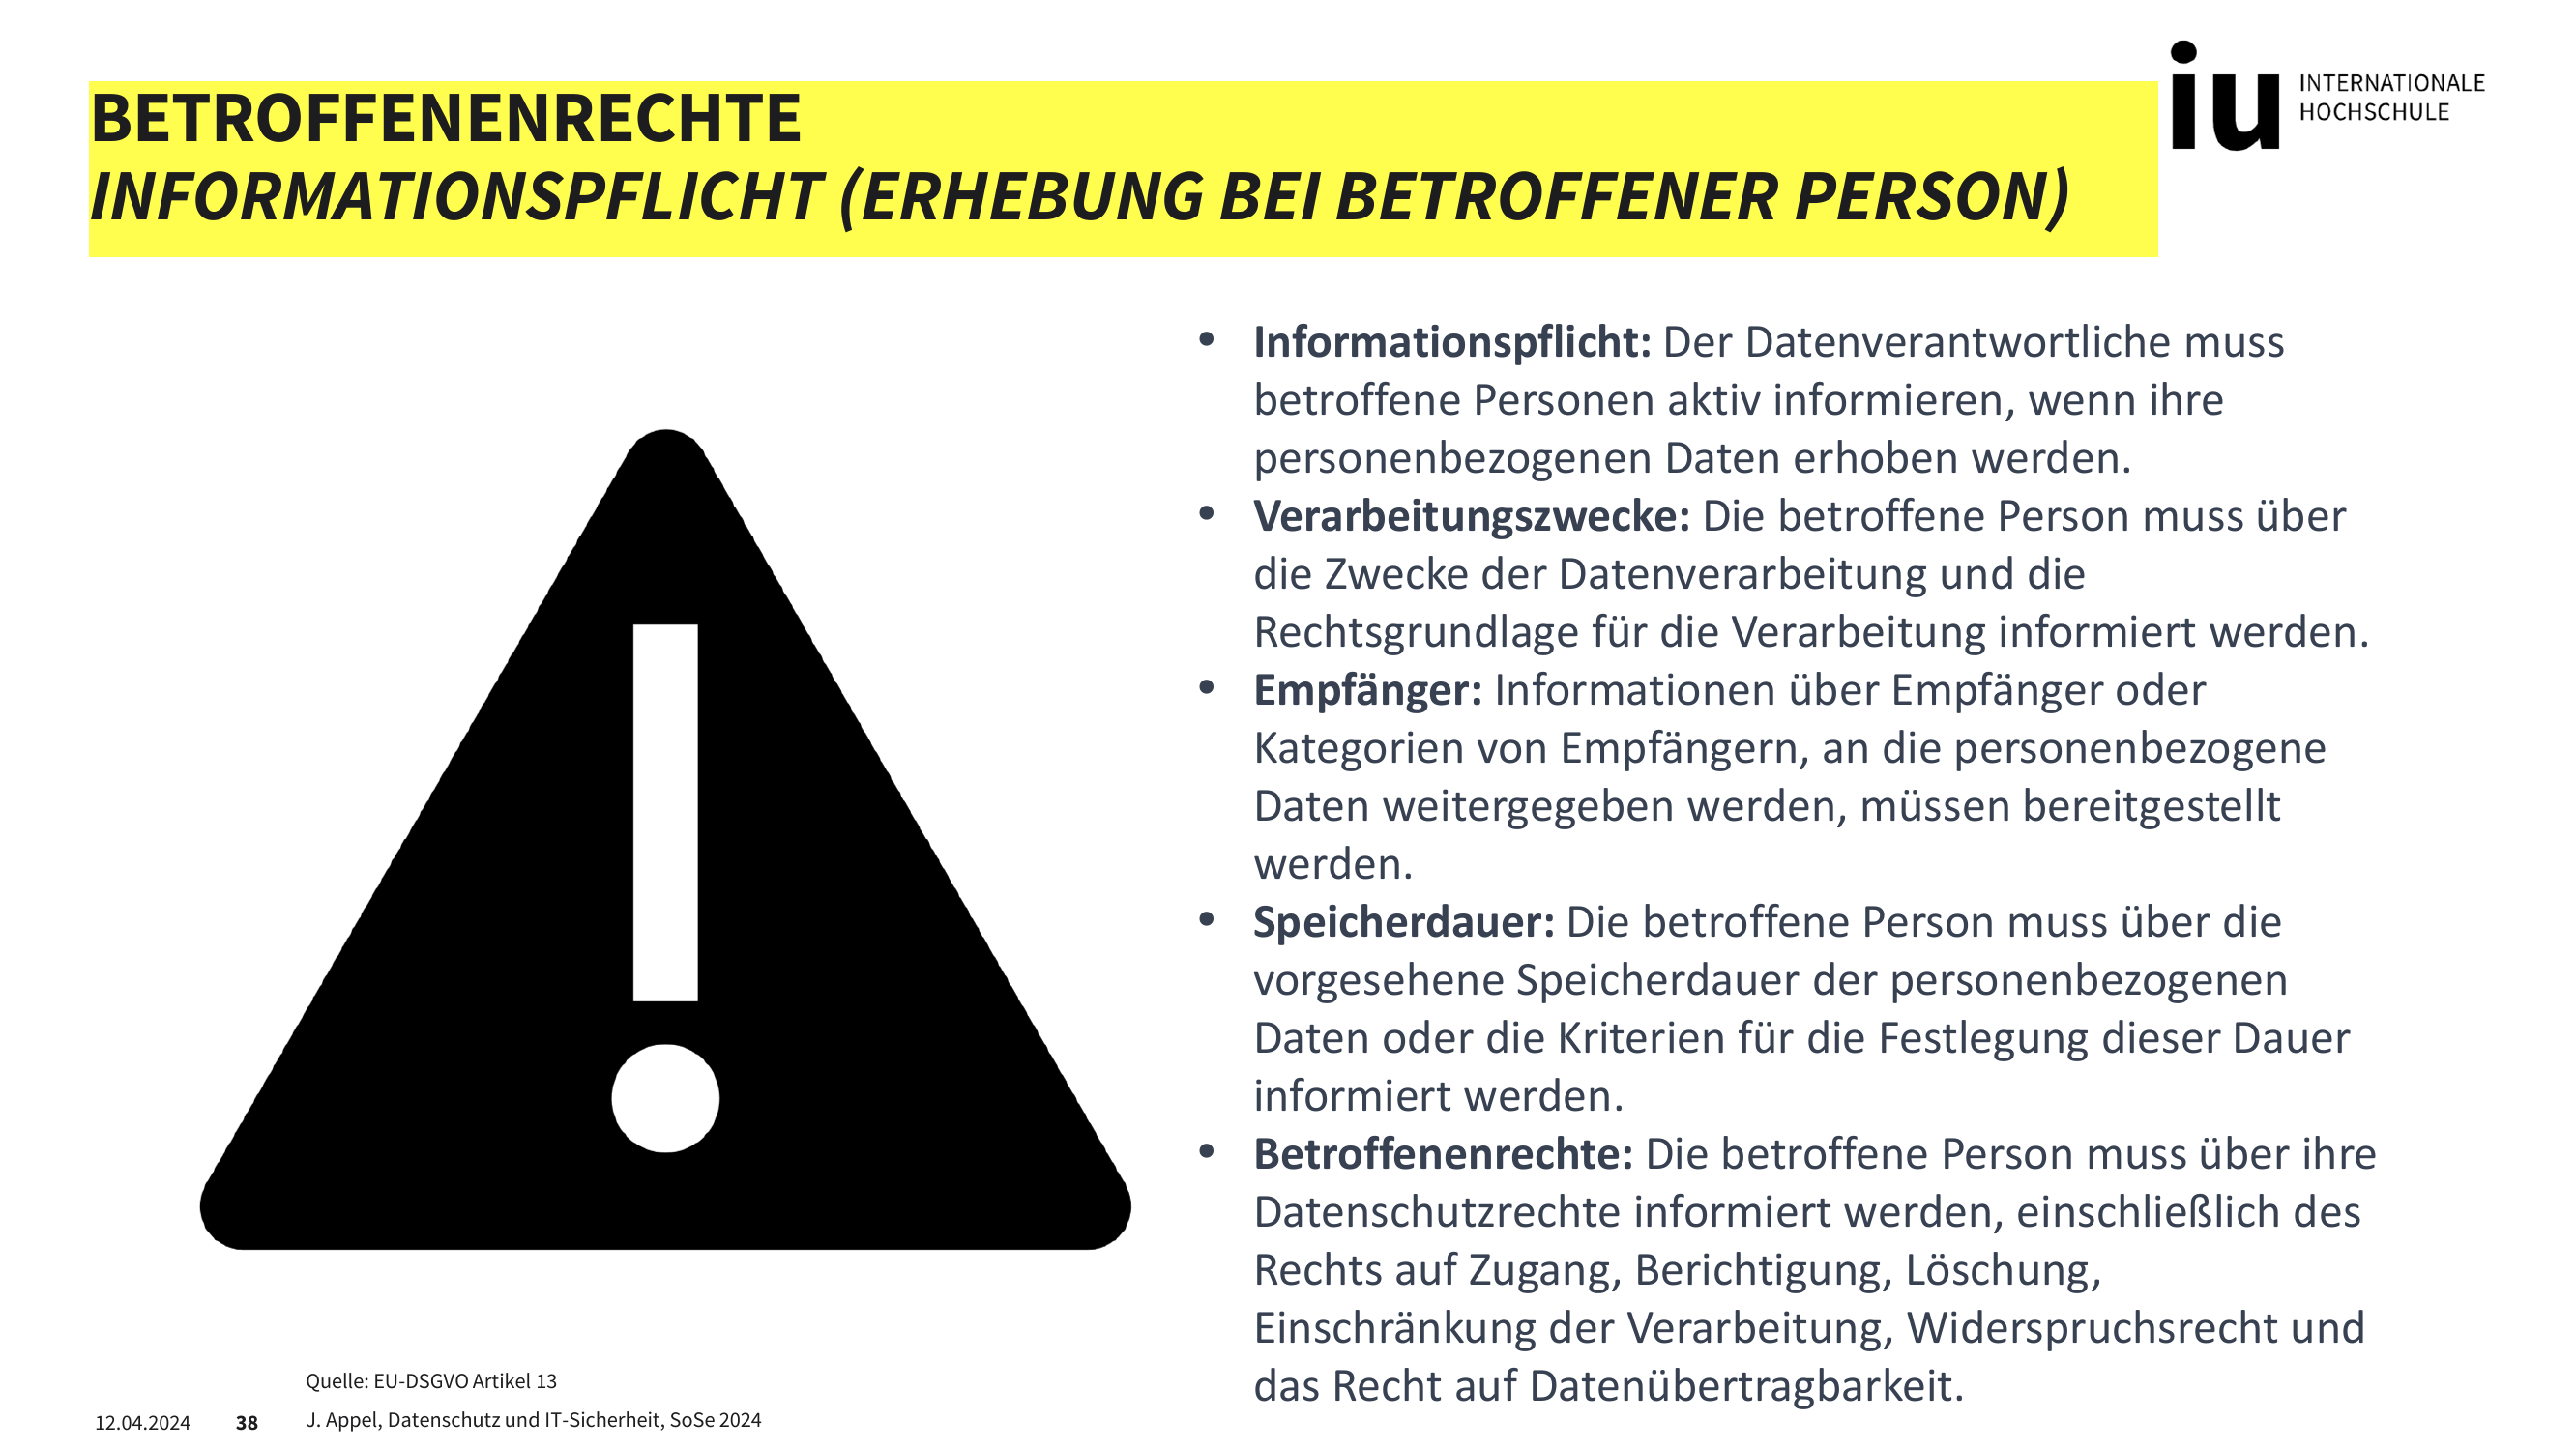 BETROFFENENRECHTE
INFORMATIONSPFLICHT (ERHEBUNG BEI BETROFFENER PERSON)
iu INTERNATIONALE
HOCHSCHULE
• Informationspflicht: Der Datenverantwortliche muss
betroffene Personen aktiv informieren, wenn ihre
personenbezogenen Daten erhoben werden.
• Verarbeitungszwecke: Die betroffene Person muss über
die Zwecke der Datenverarbeitung und die
Rechtsgrundlage für die Verarbeitung informiert werden.
• Empfänger: Informationen über Empfänger oder
Kategorien von Empfängern, an die personenbezogene
Daten weitergegeben werden, müssen bereitgestellt
werden.
• Speicherdauer: Die betroffene Person muss über die
vorgesehene Speicherdauer der personenbezogenen
Daten oder die Kriterien für die Festlegung dieser Dauer
informiert werden.
• Betroffenenrechte: Die betroffene Person muss über ihre
Datenschutzrechte informiert werden, einschließlich des
Rechts auf Zugang, Berichtigung, Löschung,
Einschränkung der Verarbeitung, Widerspruchsrecht und
das Recht auf Datenübertragbarkeit.
Quelle: EU-DSGVO Artikel 13
12.04.2024 38 J. Appel, Datenschutz und IT-Sicherheit, SoSe 2024